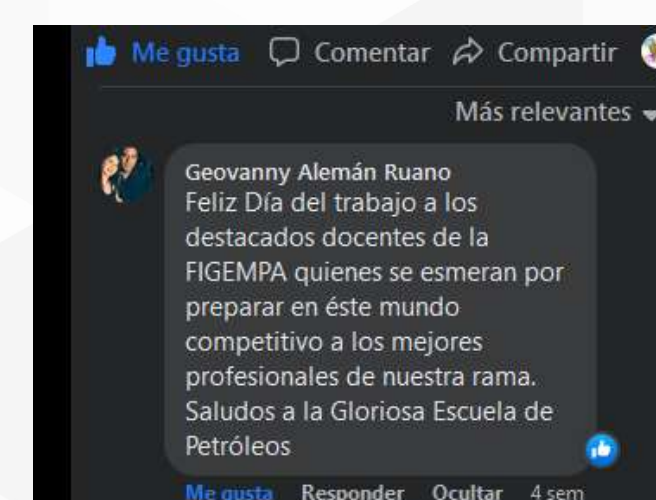 Me gusta Comentar Compartir
Más relevantes
Geovanny Alemán Ruano
Feliz Día del trabajo a los
destacados docentes de la
FIGEMPA quienes se esmeran por
preparar en éste mundo
competitivo a los mejores
profesionales de nuestra rama.
Saludos a la Gloriosa Escuela de
Petróleos
Me gusta Responder Ocultar 4 sem